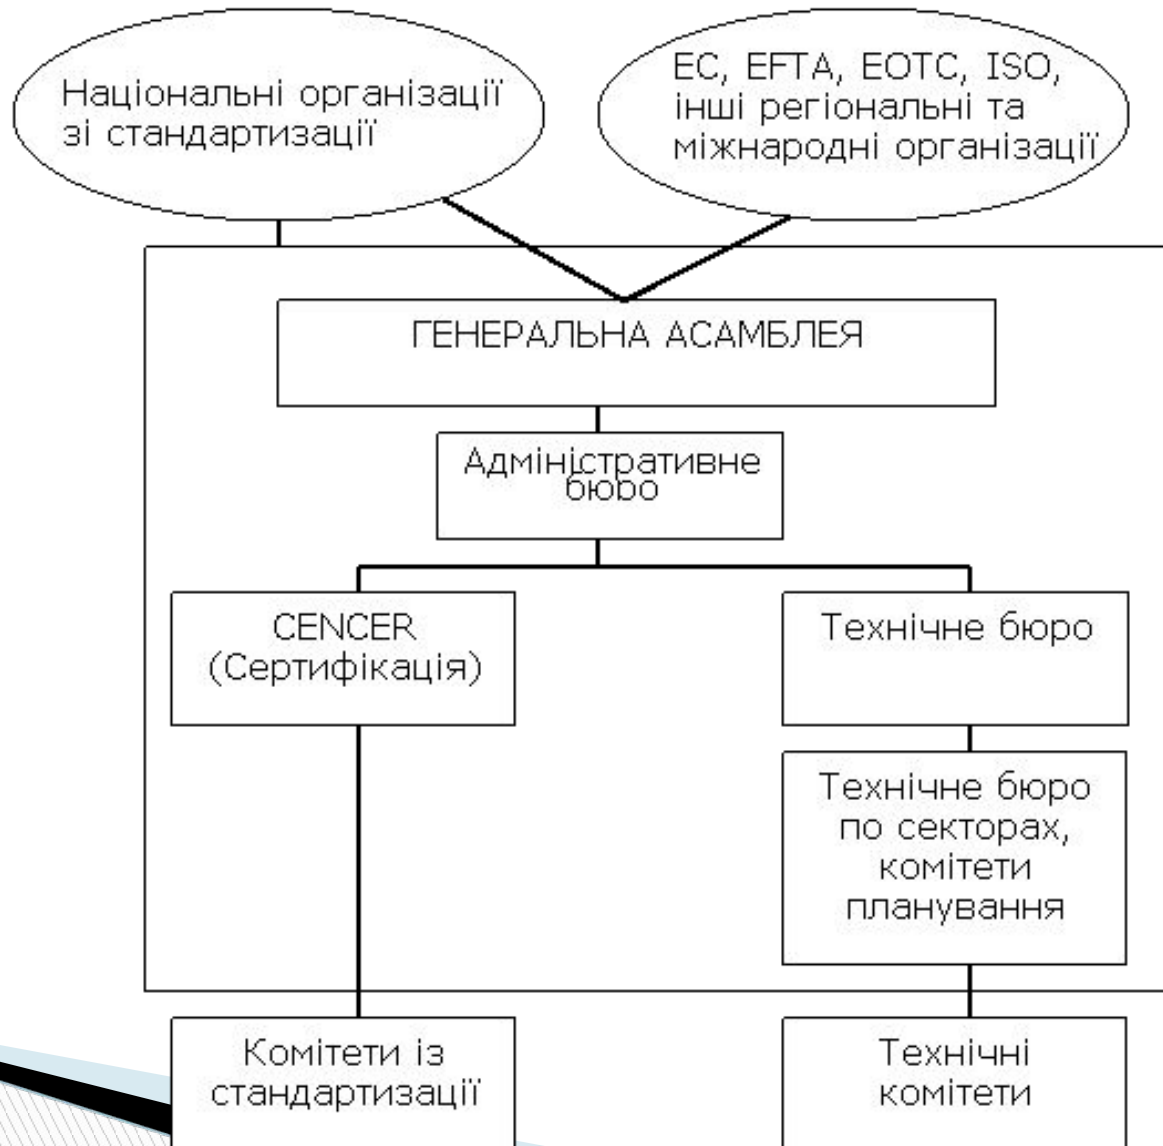 Національні організації
зі стандартизації
ЕС, EFTA, ЕОТС, ISO,
інші регіональні та
міжнародні організації
ГЕНЕРАЛЬНА АСАМБЛЕЯ
Адміністративне
бюро
CENCER
(Сертифікація)
Технічне бюро
Технічне бюро
по секторах,
комітети
планування
Комітети із
стандартизації
Технічні
комітети